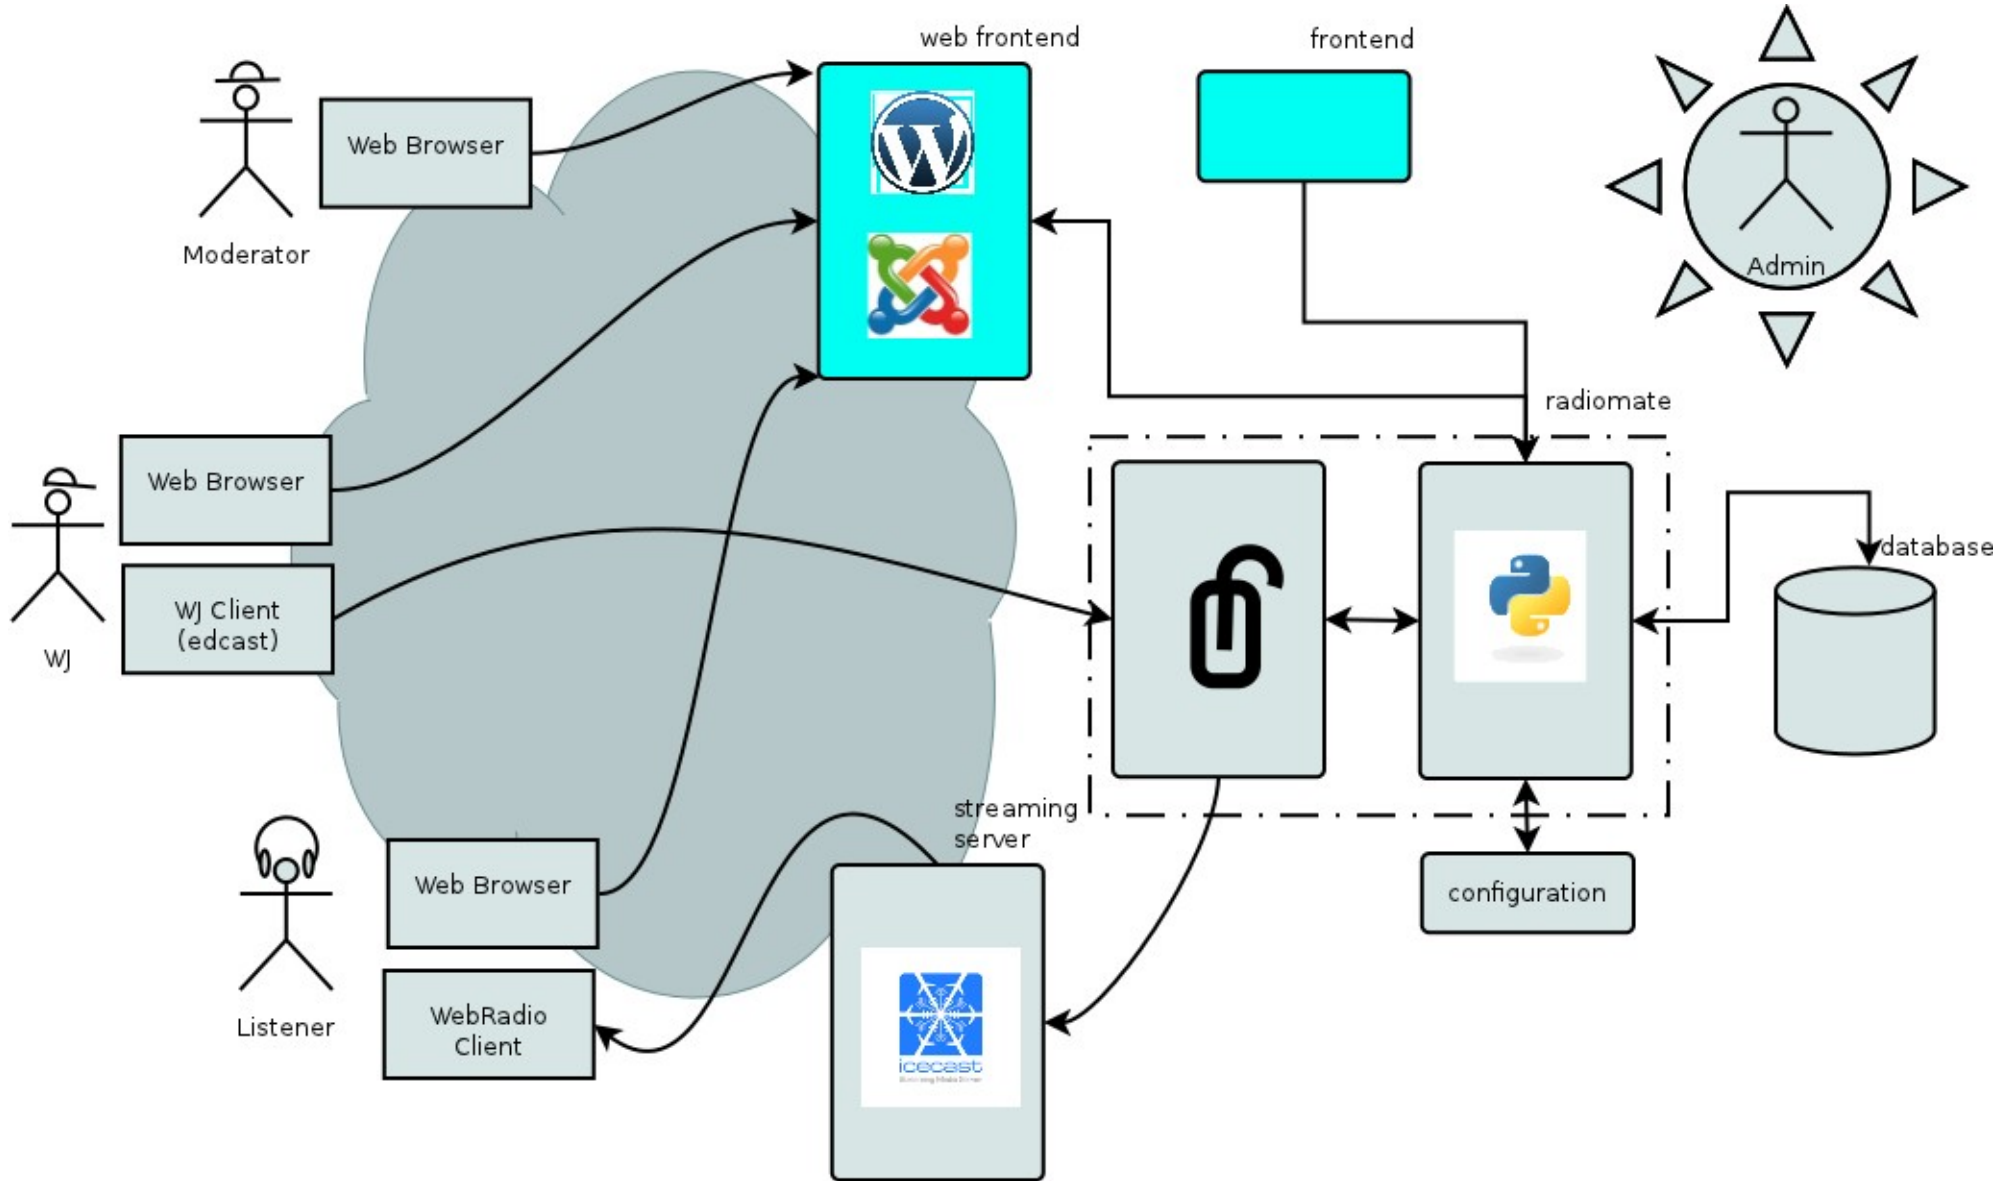 web frontend
frontend
Web Browser
Moderator
Admin
radiomate
Web Browser
database
WJ Client
(edcast)
WJ
streaming
server
Web Browser
configuration
WebRadio
Client
Listener
icecast